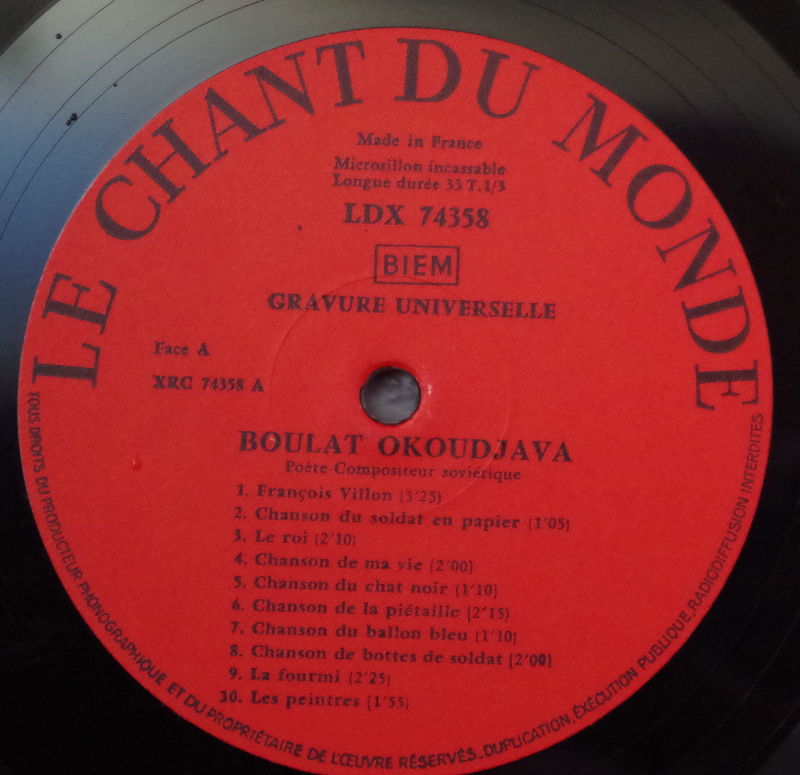 LE CHANT DU MONDE
Made in France
Microsillon incassable
Longue durée 33 T.1/3
LDX 74358
BIEM
GRAVURE UNIVERSELLE
Face A
XRC 74358 A
BOULAT OKOUDJAVA
Poète-Compositeur soviétique
1. François Villon (3'25)
2. Chanson du soldat en papier (1'05)
3. Le roi (2'10)
4. Chanson de ma vie (2'00)
5. Chanson du chat noir (1'10)
6. Chanson de la piétaille (2'15)
7. Chanson du ballon bleu (1'10)
8. Chanson de bottes de soldat (2'00)
9. La fourmi (2'25)
10. Les peintres (1'55)
TOUS DROITS DU PRODUCTEUR PHONOGRAPHIQUE ET DU PROPRIÉTAIRE DE L'ŒUVRE RÉSERVÉS_DUPLICATION, EXÉCUTION PUBLIQUE, RADIODIFFUSION INTERDITES